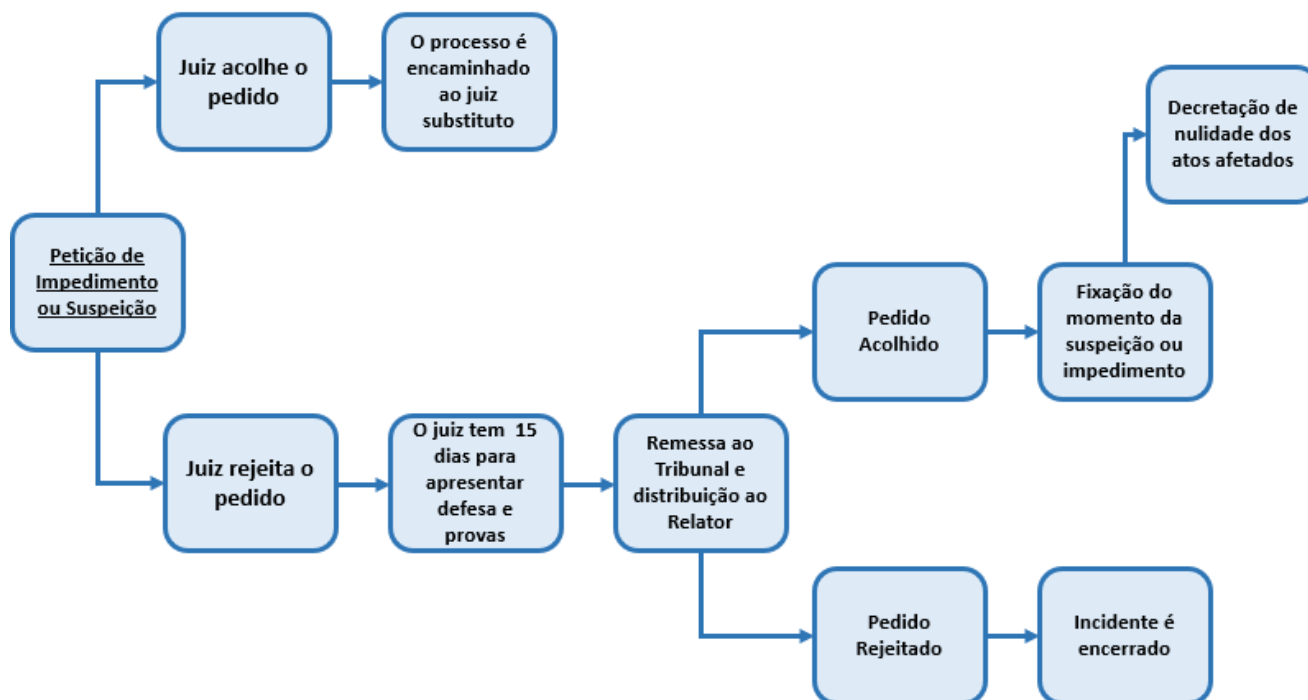 Juiz acolhe o
pedido
O processo é
encaminhado
ao juiz
substituto
Decretação de
nulidade dos
atos afetados
Petição de
Impedimento
ou Suspeição
Pedido
Acolhido
Fixação do
momento da
suspeição ou
impedimento
Juiz rejeita o
pedido
O juiz tem 15
dias para
apresentar
defesa e
provas
Remessa ao
Tribunal e
distribuição ao
Relator
Pedido
Rejeitado
Incidente é
encerrado